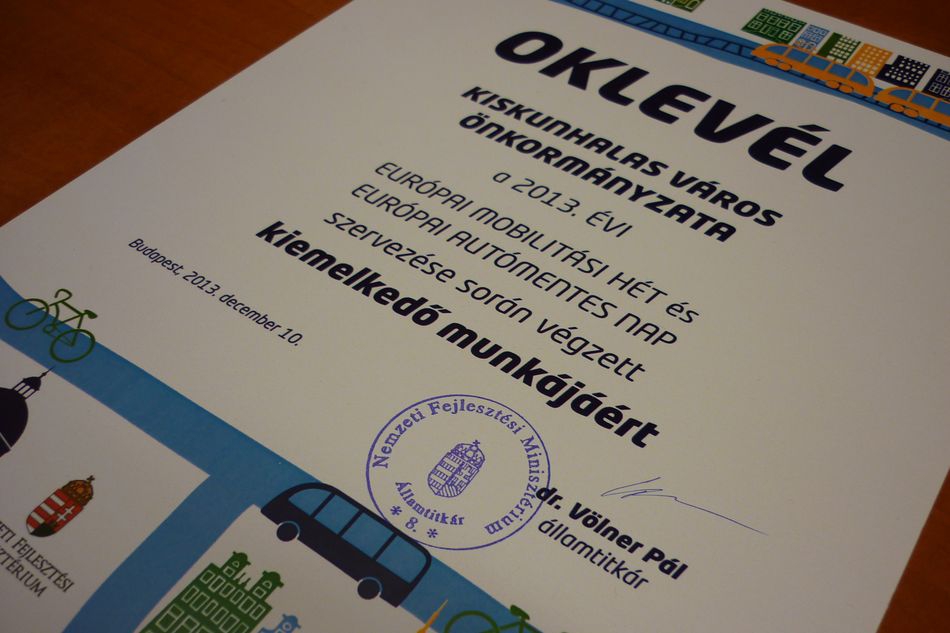 OKLEVÉL
KISKUNHALAS VÁROS
ÖNKORMÁNYZATA
a 2013. ÉVI
EURÓPAI MOBILITÁSI HÉT és
EURÓPAI AUTÓMENTES NAP
szervezése során végzett
kiemelkedő munkájáért
Budapest, 2013. december 10.
Nemzeti Fejlesztési Minisztérium
Államtitkár
* 8. *
dr. Völner Pál
államtitkár
FEJLESZTÉSI